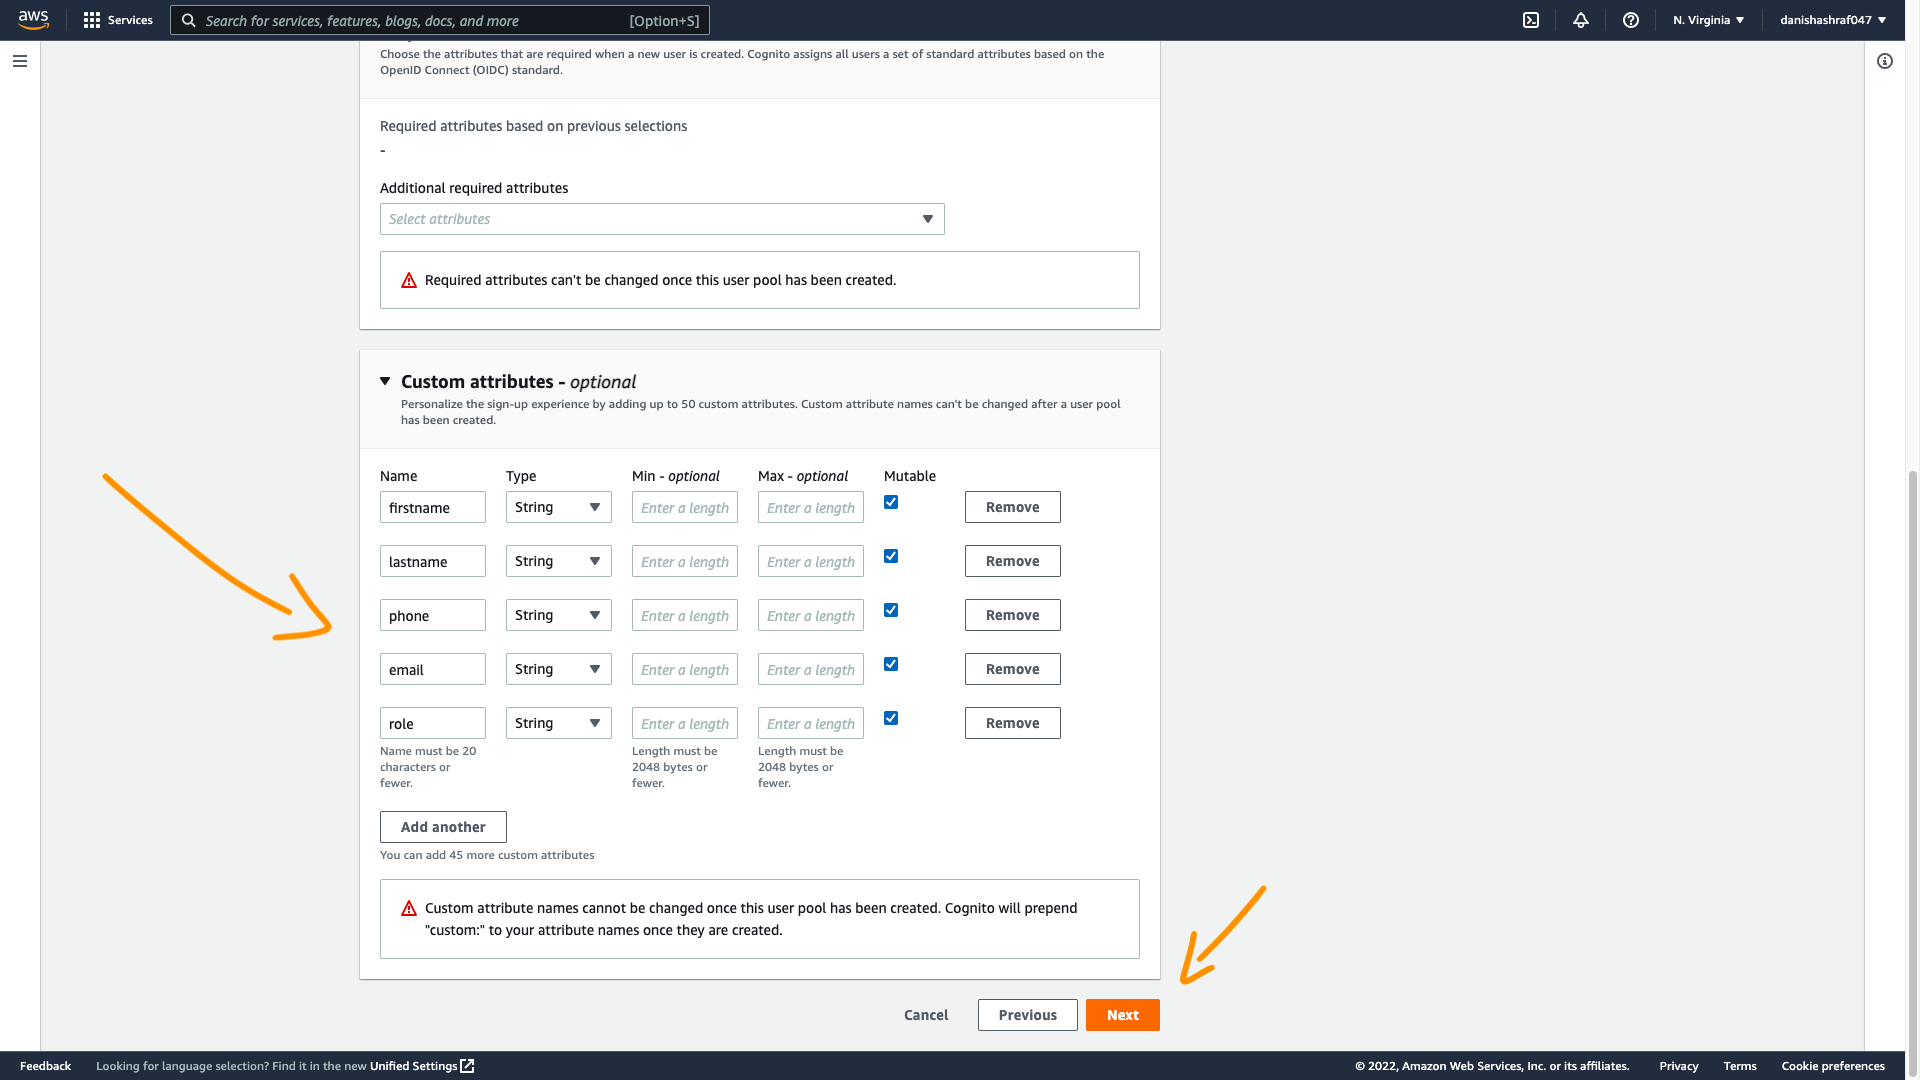 aws
Services
Search for services, features, blogs, docs, and more
[Option+S]
N. Virginia
danishashraf047
Choose the attributes that are required when a new user is created. Cognito assigns all users a set of standard attributes based on the
OpenID Connect (OIDC) standard.
Required attributes based on previous selections
-
Additional required attributes
Select attributes
Required attributes can't be changed once this user pool has been created.
Custom attributes - optional
Personalize the sign-up experience by adding up to 50 custom attributes. Custom attribute names can't be changed after a user pool
has been created.
Name Type Min - optional Max - optional Mutable
firstname String Enter a length Enter a length Remove
lastname String Enter a length Enter a length Remove
phone String Enter a length Enter a length Remove
email String Enter a length Enter a length Remove
role String Enter a length Enter a length Remove
Name must be 20 Length must be Length must be
characters or 2048 bytes or 2048 bytes or
fewer. fewer. fewer.
Add another
You can add 45 more custom attributes
Custom attribute names cannot be changed once this user pool has been created. Cognito will prepend
"custom:" to your attribute names once they are created.
Cancel Previous Next
Feedback Looking for language selection? Find it in the new Unified Settings © 2022, Amazon Web Services, Inc. or its affiliates. Privacy Terms Cookie preferences